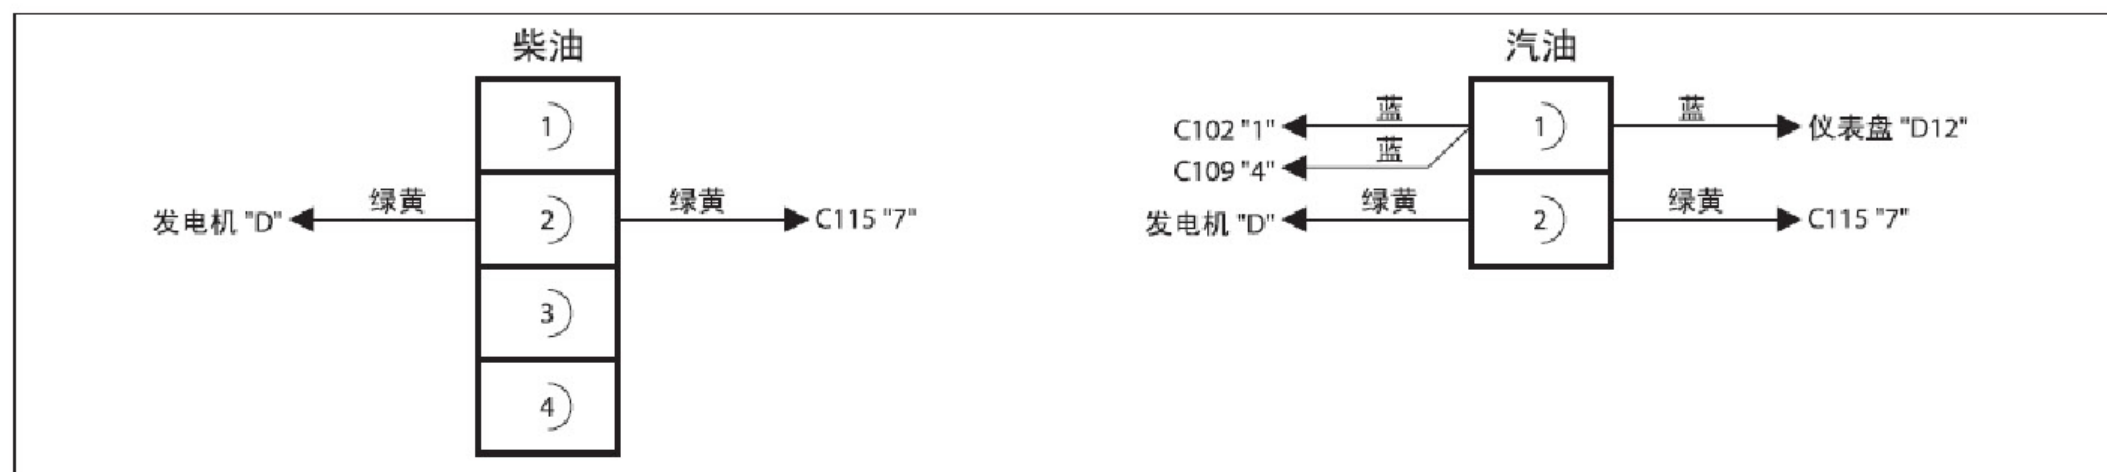 柴油
1
绿黄
绿黄
2
发电机 "D"
C115 "7"
3
4
汽油
蓝
蓝
C102 "1"
1
仪表盘 "D12"
蓝
C109 "4"
绿黄
绿黄
发电机 "D"
2
C115 "7"